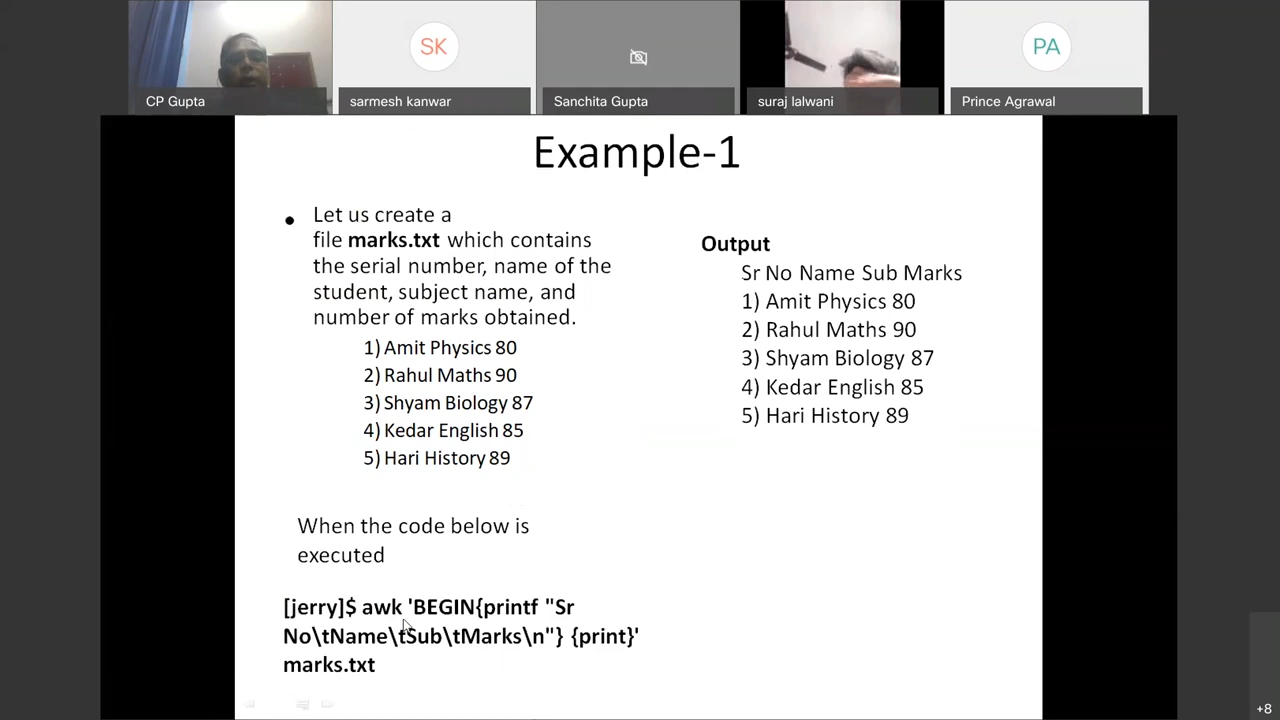 SK
PA
CP Gupta
sarmesh kanwar
Sanchita Gupta
suraj lalwani
Prince Agrawal
Example-1
Let us create a
file marks.txt which contains
the serial number, name of the
student, subject name, and
number of marks obtained.
1) Amit Physics 80
2) Rahul Maths 90
3) Shyam Biology 87
4) Kedar English 85
5) Hari History 89
When the code below is
executed
[jerry]$ awk 'BEGIN{printf "Sr
No\tName\tSub\tMarks\n"} {print}'
marks.txt
Output
Sr No Name Sub Marks
1) Amit Physics 80
2) Rahul Maths 90
3) Shyam Biology 87
4) Kedar English 85
5) Hari History 89
+8